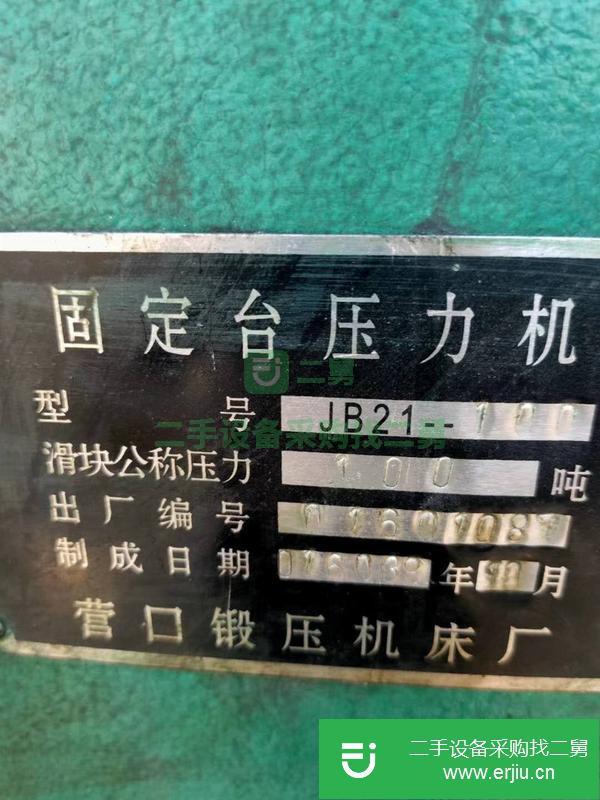 固定台压力机
二舅
型号 JB21-100
二手设备采购找二舅
滑块公称压力 100 吨
出厂编号
制成日期 年 月
营口锻压机床厂
二手设备采购找二舅
www.erjiu.cn